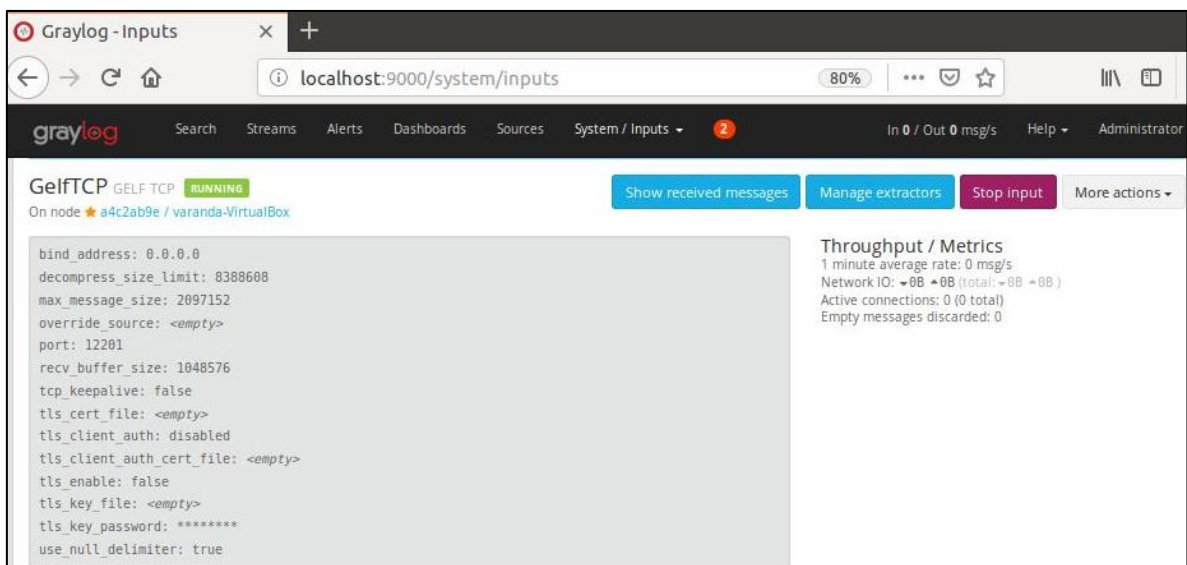 Graylog - Inputs
localhost:9000/system/inputs 80%
graylog Search Streams Alerts Dashboards Sources System / Inputs 2 In 0 / Out 0 msg/s Help Administrator
GelfTCP GELF TCP RUNNING Show received messages Manage extractors Stop input More actions
On node a4c2ab9e / varanda-VirtualBox
bind_address: 0.0.0.0
decompress_size_limit: 8388608
max_message_size: 2097152
override_source: <empty>
port: 12201
recv_buffer_size: 1048576
tcp_keepalive: false
tls_cert_file: <empty>
tls_client_auth: disabled
tls_client_auth_cert_file: <empty>
tls_enable: false
tls_key_file: <empty>
tls_key_password: ********
use_null_delimiter: true
Throughput / Metrics
1 minute average rate: 0 msg/s
Network IO: 0B 0B (total: 0B 0B )
Active connections: 0 (0 total)
Empty messages discarded: 0